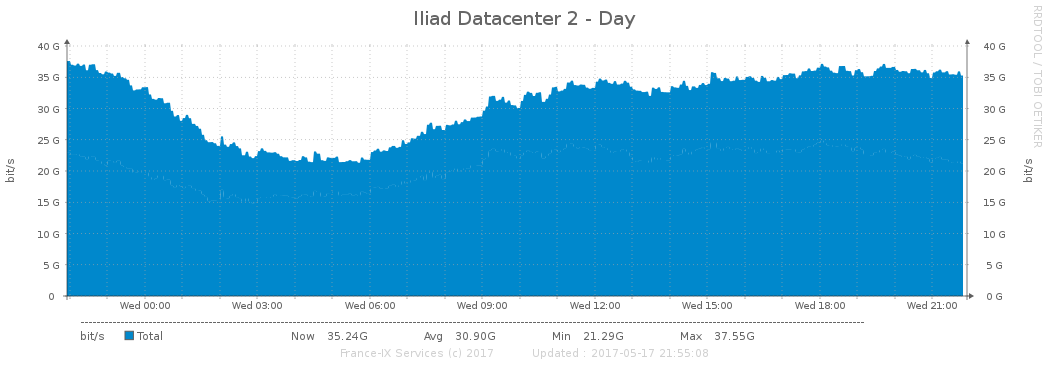 Iliad Datacenter 2 - Day
RRDTOOL / TOBI OETIKER
bit/s
40 G
35 G
30 G
25 G
20 G
15 G
10 G
5 G
0
40 G
35 G
30 G
25 G
20 G
15 G
10 G
5 G
0 G
bit/s
Wed 00:00 Wed 03:00 Wed 06:00 Wed 09:00 Wed 12:00 Wed 15:00 Wed 18:00 Wed 21:00
bit/s Total Now 35.24G Avg 30.90G Min 21.29G Max 37.55G
France-IX Services (c) 2017 Updated : 2017-05-17 21:55:08